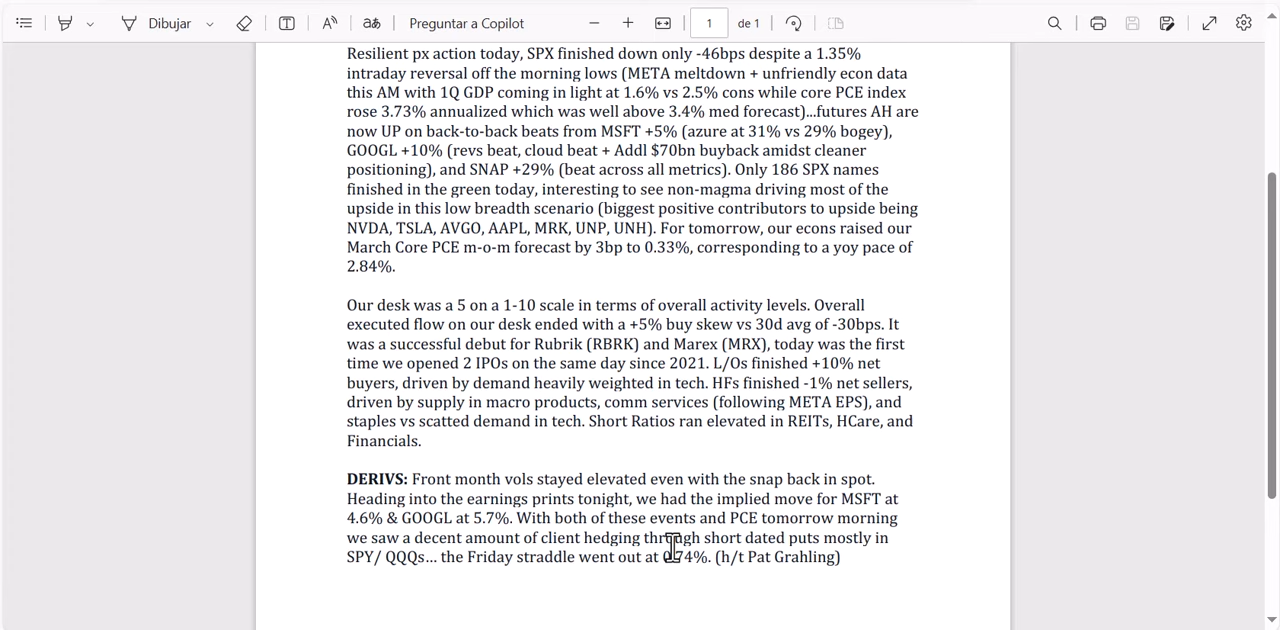 Dibujar
Preguntar a Copilot
1
de 1
Resilient px action today, SPX finished down only -46bps despite a 1.35%
intraday reversal off the morning lows (META meltdown + unfriendly econ data
this AM with 1Q GDP coming in light at 1.6% vs 2.5% cons while core PCE index
rose 3.73% annualized which was well above 3.4% med forecast)...futures AH are
now UP on back-to-back beats from MSFT +5% (azure at 31% vs 29% bogey),
GOOGL +10% (revs beat, cloud beat + Addl $70bn buyback amidst cleaner
positioning), and SNAP +29% (beat across all metrics). Only 186 SPX names
finished in the green today, interesting to see non-magma driving most of the
upside in this low breadth scenario (biggest positive contributors to upside being
NVDA, TSLA, AVGO, AAPL, MRK, UNP, UNH). For tomorrow, our econs raised our
March Core PCE m-o-m forecast by 3bp to 0.33%, corresponding to a yoy pace of
2.84%.
Our desk was a 5 on a 1-10 scale in terms of overall activity levels. Overall
executed flow on our desk ended with a +5% buy skew vs 30d avg of -30bps. It
was a successful debut for Rubrik (RBRK) and Marex (MRX), today was the first
time we opened 2 IPOs on the same day since 2021. L/Os finished +10% net
buyers, driven by demand heavily weighted in tech. HFs finished -1% net sellers,
driven by supply in macro products, comm services (following META EPS), and
staples vs scatted demand in tech. Short Ratios ran elevated in REITs, HCare, and
Financials.
DERIVS: Front month vols stayed elevated even with the snap back in spot.
Heading into the earnings prints tonight, we had the implied move for MSFT at
4.6% & GOOGL at 5.7%. With both of these events and PCE tomorrow morning
we saw a decent amount of client hedging through short dated puts mostly in
SPY/ QQQs... the Friday straddle went out at (h/t Pat Grahling)